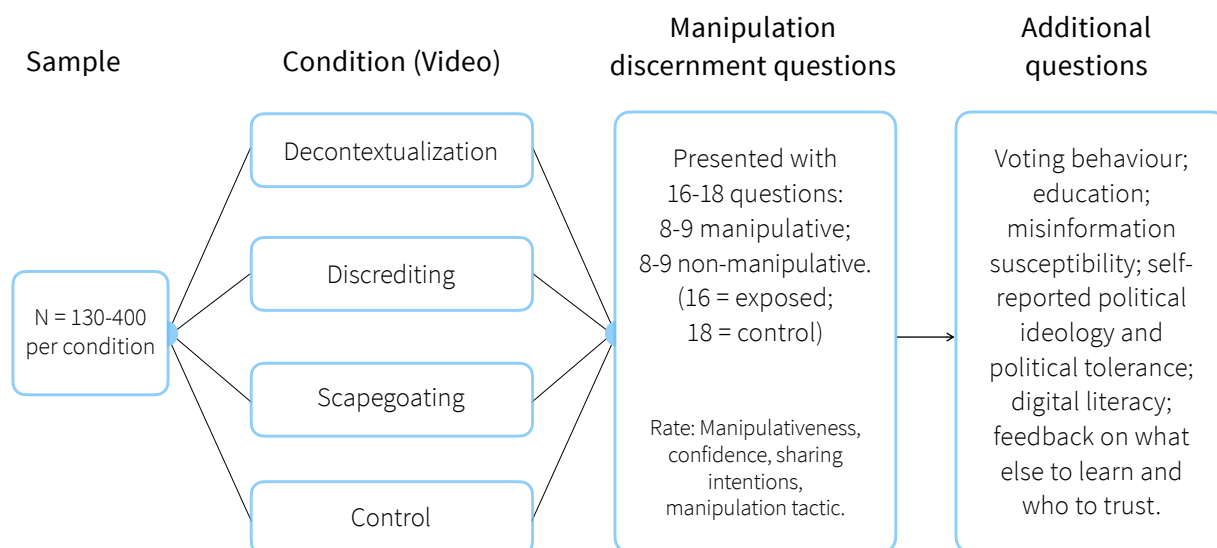 Sample
Condition (Video)
Manipulation
discernment questions
Additional
questions
N = 130-400
per condition
Decontextualization
Discrediting
Scapegoating
Control
Presented with
16-18 questions:
8-9 manipulative;
8-9 non-manipulative.
(16 = exposed;
18 = control)
Rate: Manipulativeness,
confidence, sharing
intentions,
manipulation tactic.
Voting behaviour;
education;
misinformation
susceptibility; self-
reported political
ideology and
political tolerance;
digital literacy;
feedback on what
else to learn and
who to trust.